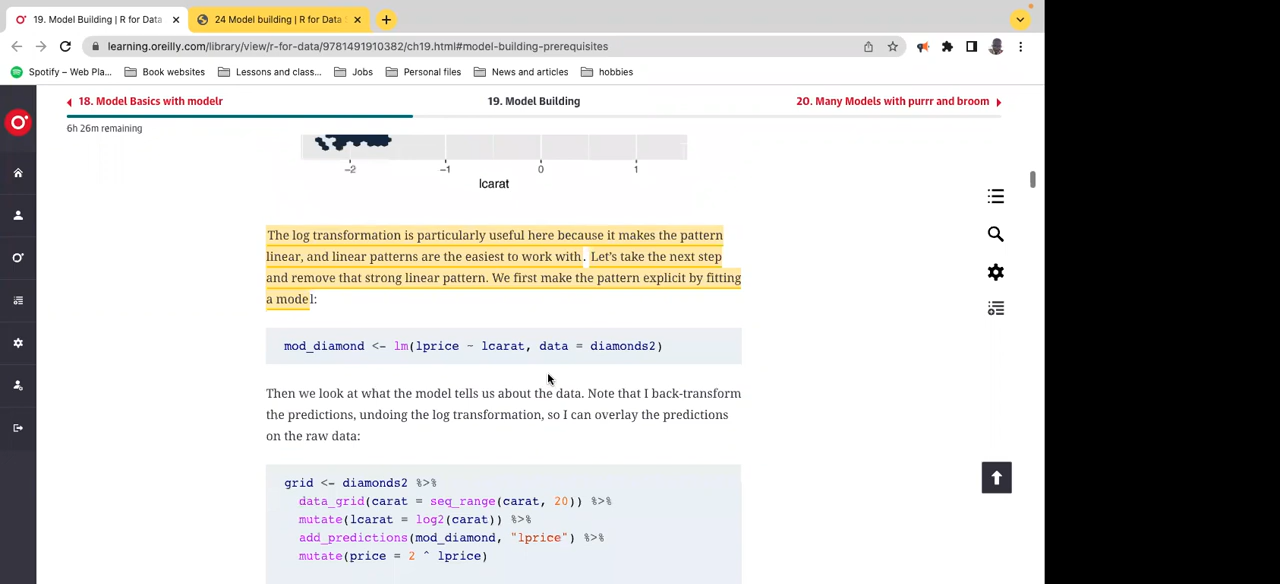 19. Model Building | R for Data
24 Model building | R for Data
learning.oreilly.com/library/view/r-for-data/9781491910382/ch19.html#model-building-prerequisites
Spotify – Web Pla...
Book websites
Lessons and class...
Jobs
Personal files
News and articles
hobbies
18. Model Basics with modelr
19. Model Building
20. Many Models with purrr and broom
6h 26m remaining
−2 −1 0 1
lcarat
The log transformation is particularly useful here because it makes the pattern
linear, and linear patterns are the easiest to work with. Let’s take the next step
and remove that strong linear pattern. We first make the pattern explicit by fitting
a model:
mod_diamond <- lm(lprice ~ lcarat, data = diamonds2)
Then we look at what the model tells us about the data. Note that I back-transform
the predictions, undoing the log transformation, so I can overlay the predictions
on the raw data:
grid <- diamonds2 %>%
data_grid(carat = seq_range(carat, 20)) %>%
mutate(lcarat = log2(carat)) %>%
add_predictions(mod_diamond, "lprice") %>%
mutate(price = 2 ^ lprice)